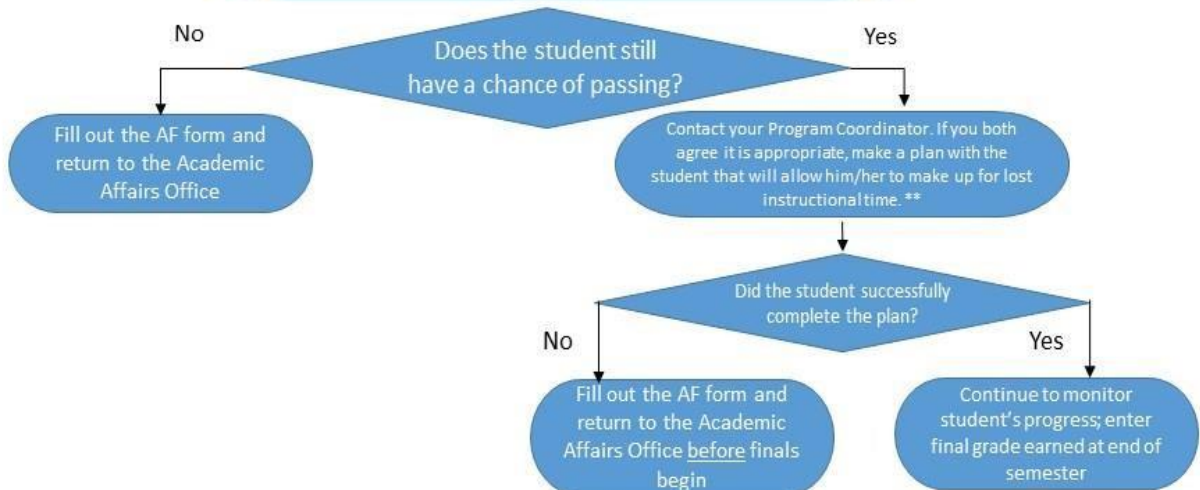 No
Yes
Does the student still
have a chance of passing?
Fill out the AF form and
return to the Academic
Affairs Office
Contact your Program Coordinator. If you both
agree it is appropriate, make a plan with the
student that will allow him/her to make up for lost
instructional time. **
Did the student successfully
complete the plan?
No
Yes
Fill out the AF form and
return to the Academic
Affairs Office before finals
begin
Continue to monitor
student's progress; enter
final grade earned at end of
semester